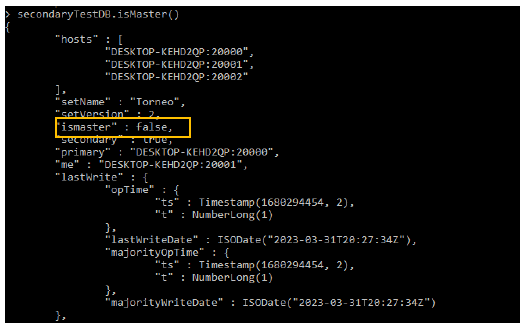 > secondaryTestDB.isMaster()
{
"hosts" : [
"DESKTOP-KEHD2QP:20000",
"DESKTOP-KEHD2QP:20001",
"DESKTOP-KEHD2QP:20002"
],
"setName" : "Torneo",
"setVersion" : 2,
"ismaster" : false,
"secondary" : true,
"primary" : "DESKTOP-KEHD2QP:20000",
"me" : "DESKTOP-KEHD2QP:20001",
"lastWrite" : {
"opTime" : {
"ts" : Timestamp(1680294454, 2),
"t" : NumberLong(1)
},
"lastWriteDate" : ISODate("2023-03-31T20:27:34Z"),
"majorityOpTime" : {
"ts" : Timestamp(1680294454, 2),
"t" : NumberLong(1)
},
"majorityWriteDate" : ISODate("2023-03-31T20:27:34Z")
},